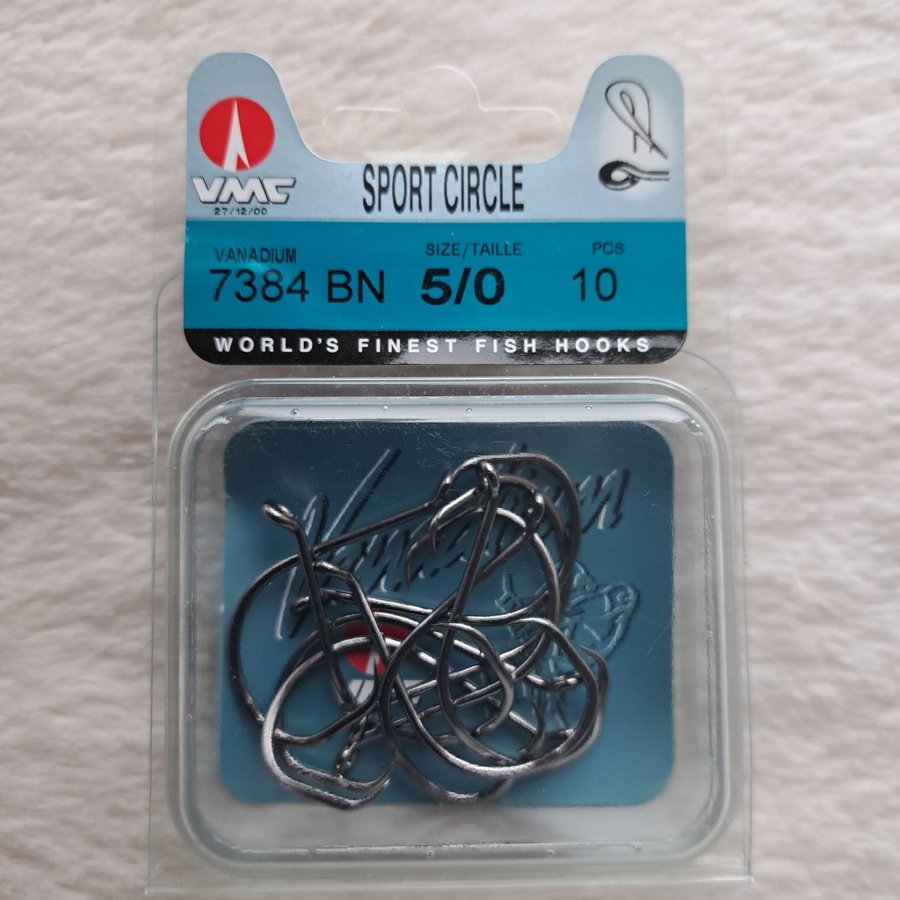 VMC
27/12/00
SPORT CIRCLE
VANADIUM
7384 BN
SIZE/TAILLE
5/0
PCS
10
WORLD'S FINEST FISH HOOKS
Vanadium